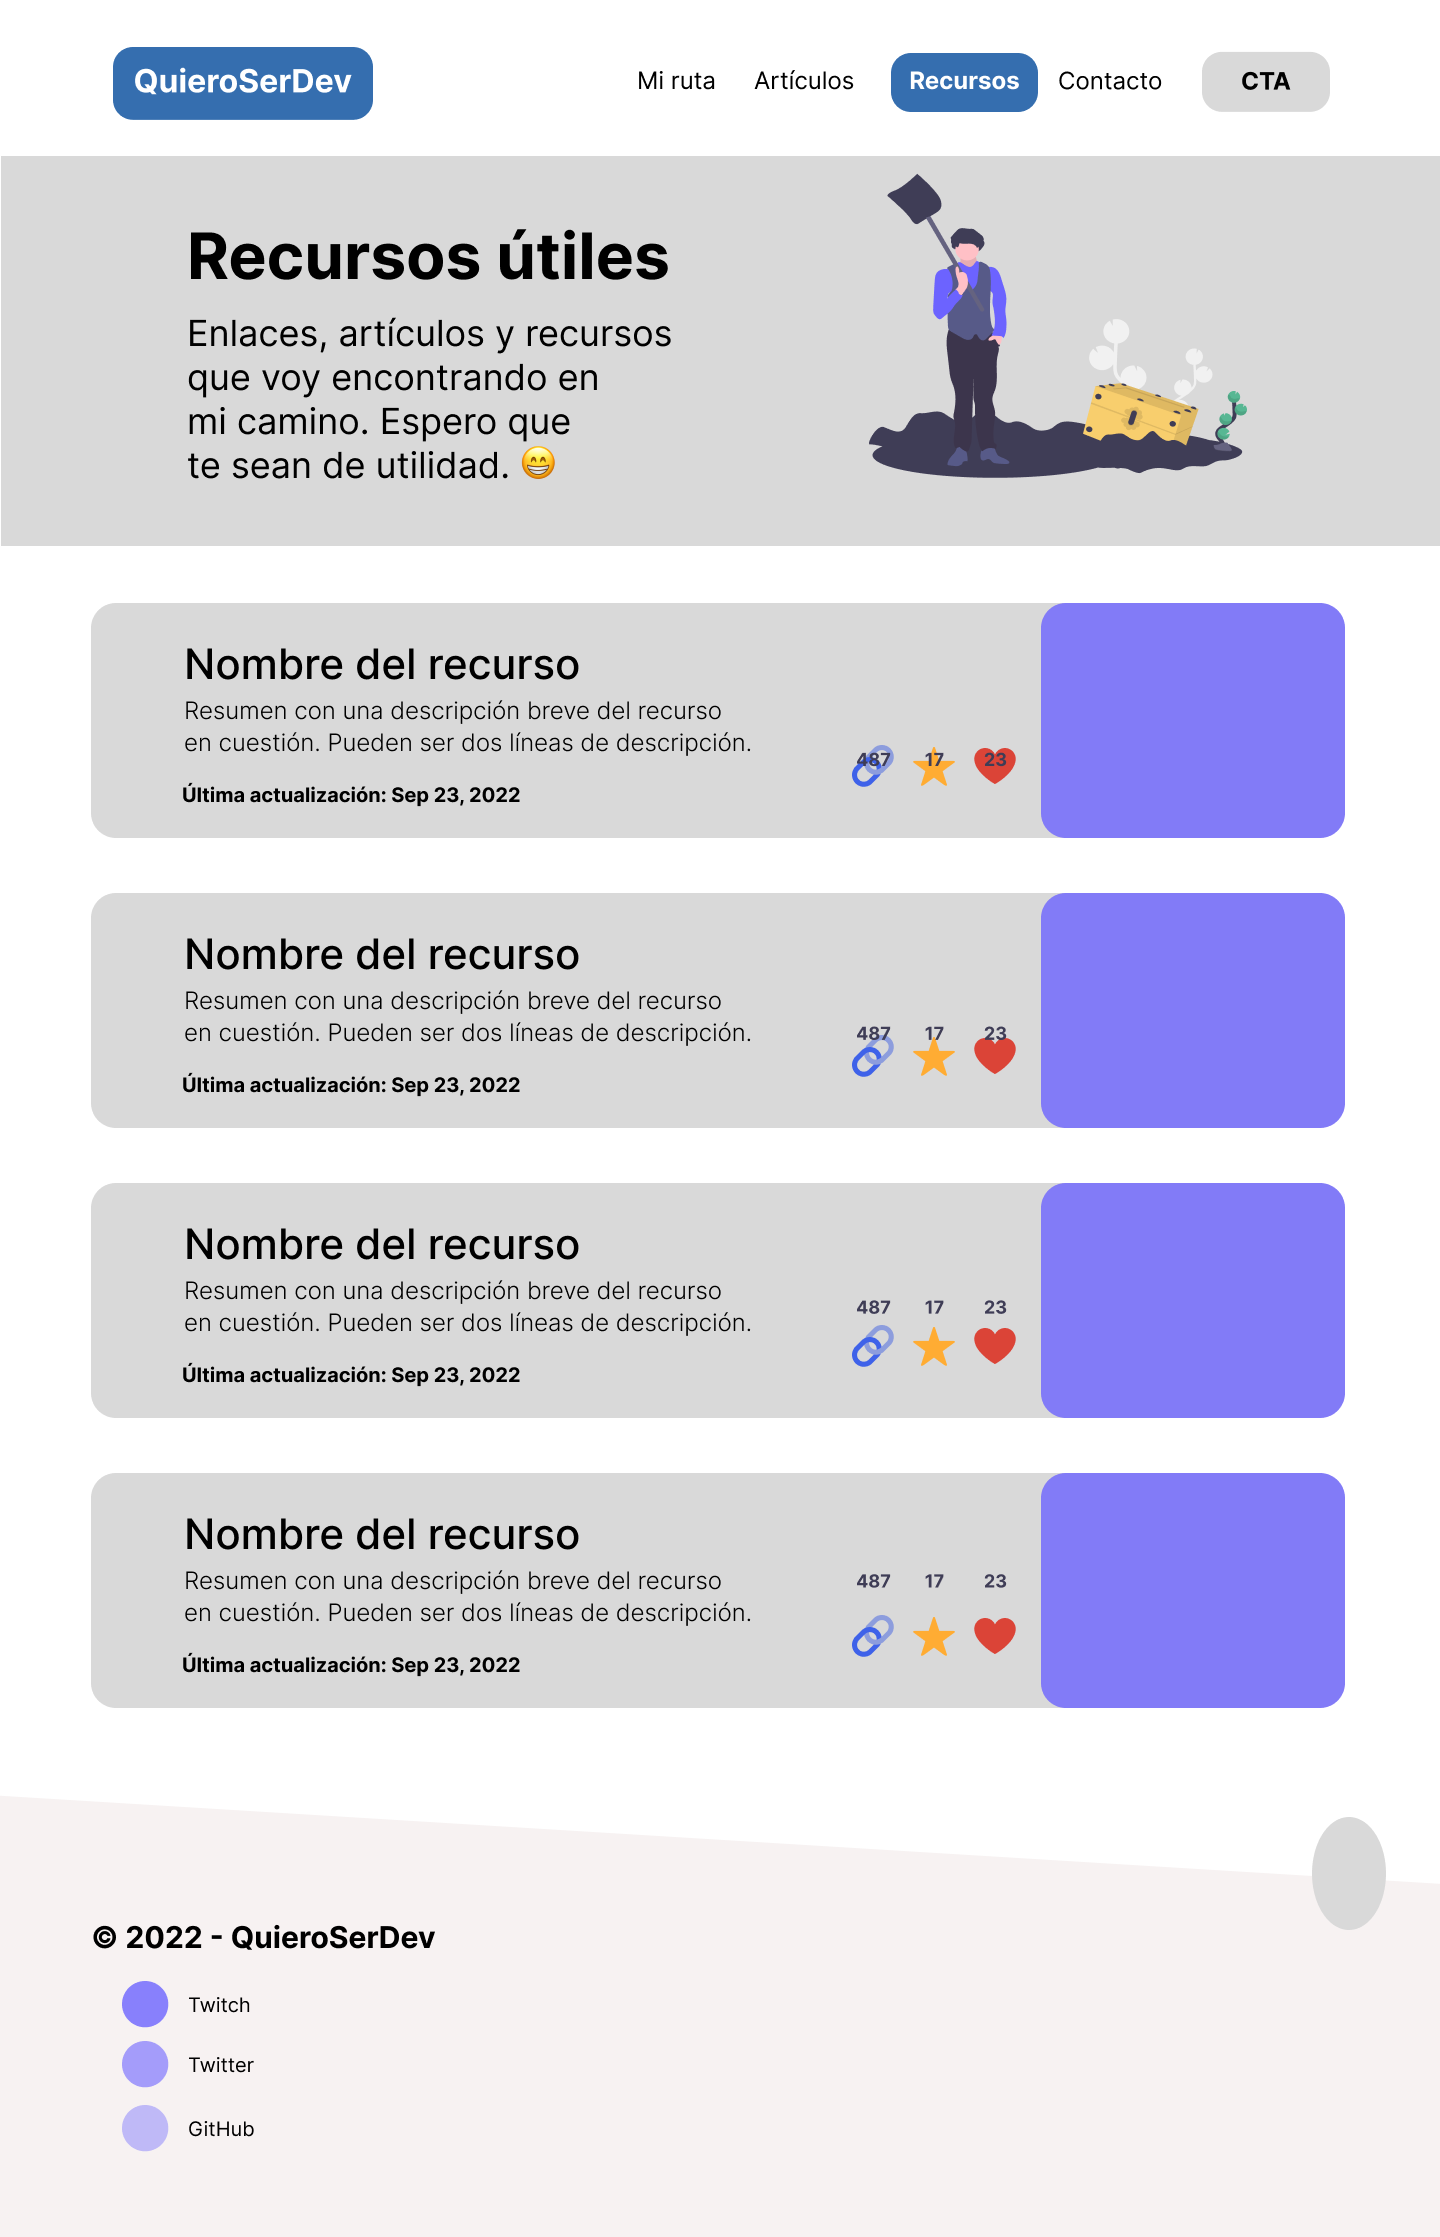 QuieroSerDev
Mi ruta Artículos Recursos Contacto CTA
Recursos útiles
Enlaces, artículos y recursos
que voy encontrando en
mi camino. Espero que
te sean de utilidad. 😁
Nombre del recurso
Resumen con una descripción breve del recurso
en cuestión. Pueden ser dos líneas de descripción.
487 17 23
Última actualización: Sep 23, 2022
Nombre del recurso
Resumen con una descripción breve del recurso
en cuestión. Pueden ser dos líneas de descripción.
487 17 23
Última actualización: Sep 23, 2022
Nombre del recurso
Resumen con una descripción breve del recurso
487 17 23
en cuestión. Pueden ser dos líneas de descripción.
Última actualización: Sep 23, 2022
Nombre del recurso
Resumen con una descripción breve del recurso
487 17 23
en cuestión. Pueden ser dos líneas de descripción.
Última actualización: Sep 23, 2022
© 2022 - QuieroSerDev
Twitch
Twitter
GitHub